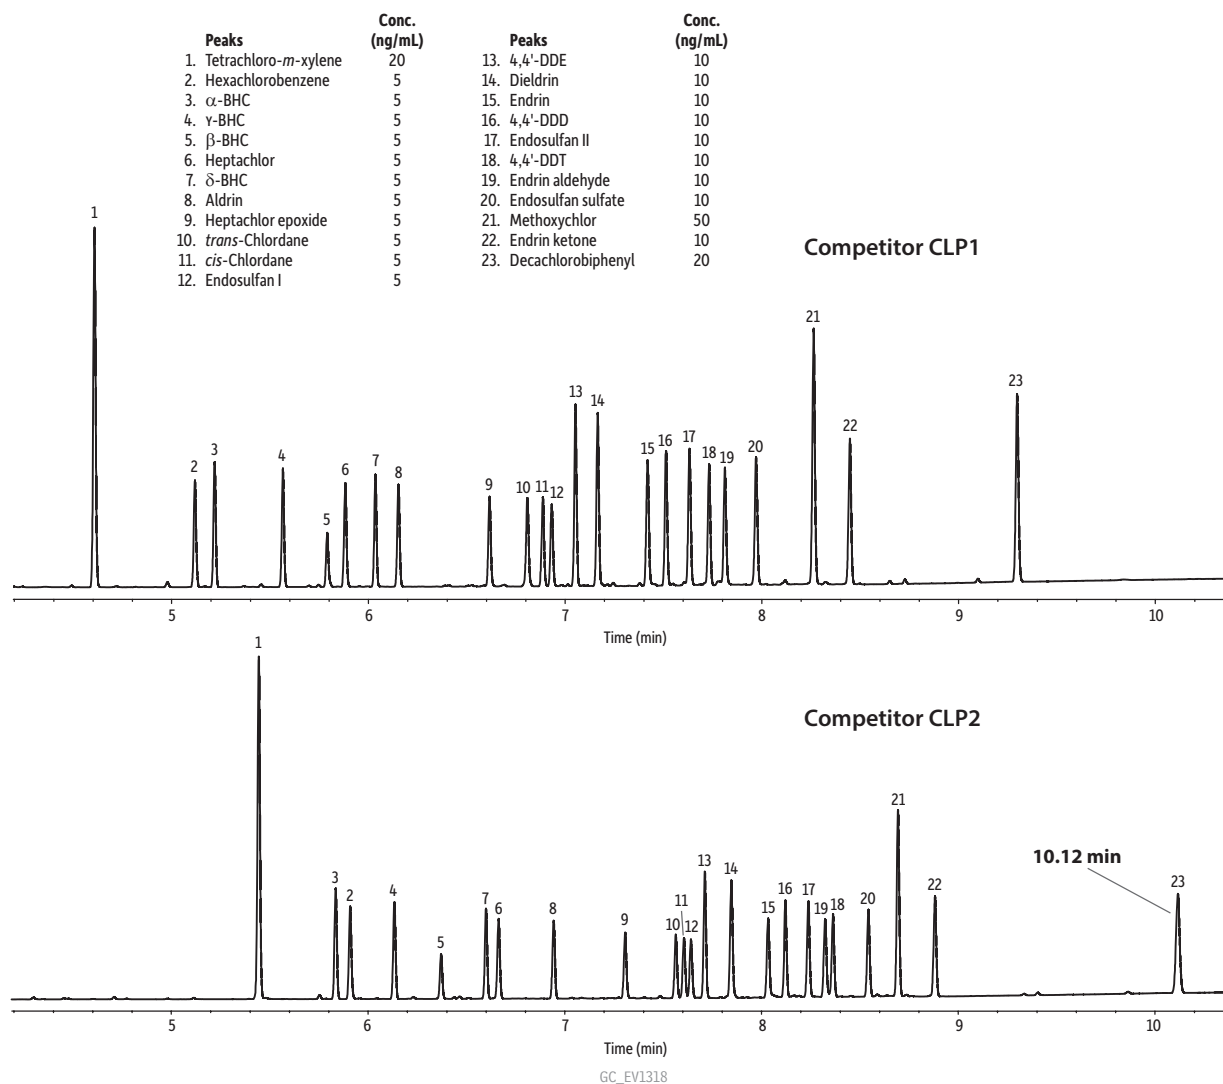 Peaks Conc. (ng/mL) Peaks Conc. (ng/mL)
1. Tetrachloro-m-xylene 20 13. 4,4'-DDE 10
2. Hexachlorobenzene 5 14. Dieldrin 10
3. α-BHC 5 15. Endrin 10
4. γ-BHC 5 16. 4,4'-DDD 10
5. β-BHC 5 17. Endosulfan II 10
6. Heptachlor 5 18. 4,4'-DDT 10
7. δ-BHC 5 19. Endrin aldehyde 10
8. Aldrin 5 20. Endosulfan sulfate 10
9. Heptachlor epoxide 5 21. Methoxychlor 50
10. trans-Chlordane 5 22. Endrin ketone 10
11. cis-Chlordane 5 23. Decachlorobiphenyl 20
12. Endosulfan I 5
Competitor CLP1
1 2 3 4 5 6 7 8 9 10 11 12 13 14 15 16 17 18 19 20 21 22 23
5 6 7 8 9 10
Time (min)
Competitor CLP2
10.12 min
1 3 2 4 5 7 6 8 9 10 11 12 13 14 15 16 17 19 18 20 21 22 23
5 6 7 8 9 10
Time (min)
GC_EV1318